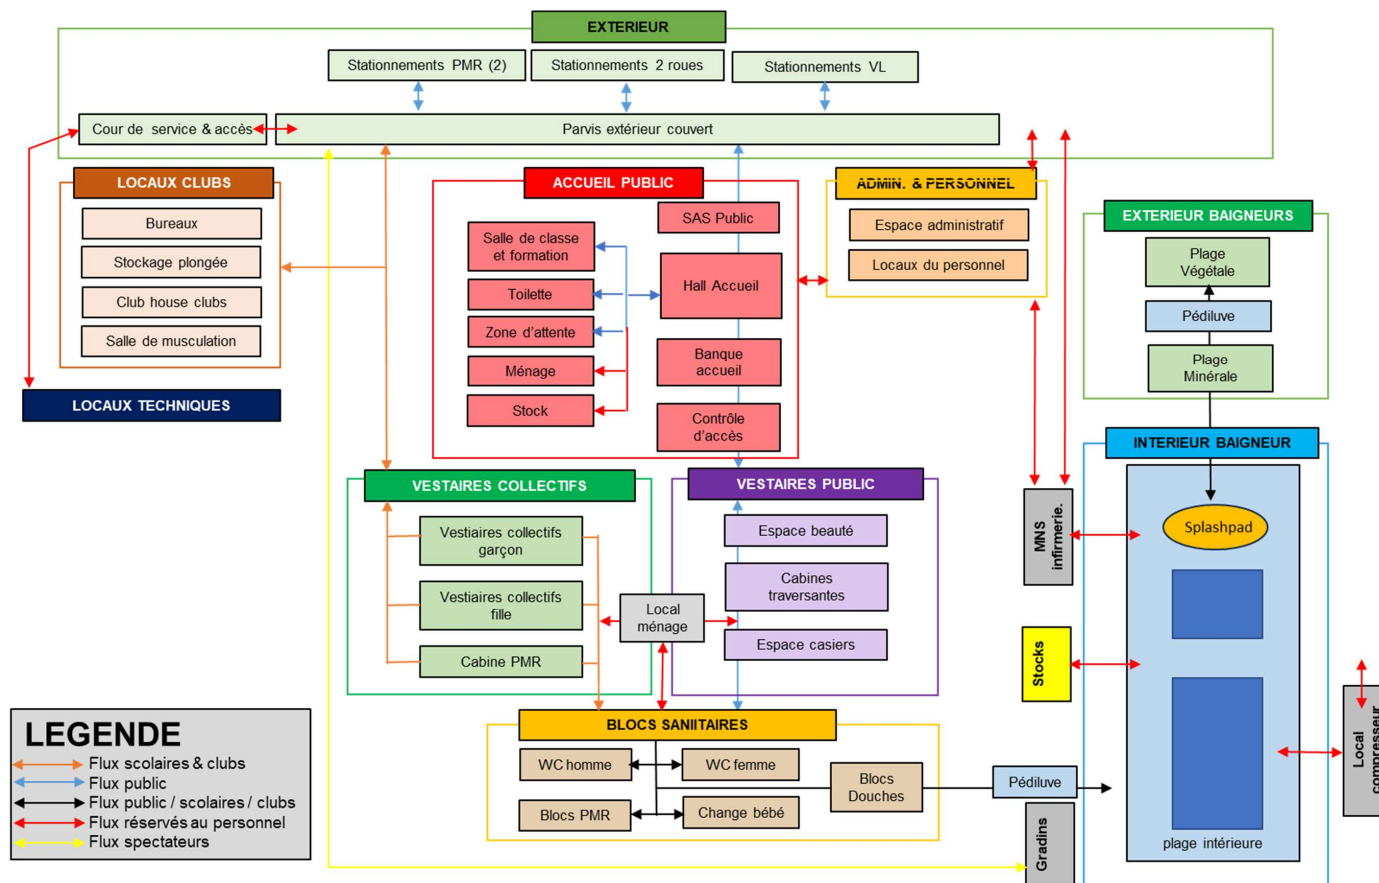 EXTERIEUR
Stationnements PMR (2)
Stationnements 2 roues
Stationnements VL
Cour de service & accès
Parvis extérieur couvert
LOCAUX CLUBS
Bureaux
Stockage plongée
Club house clubs
Salle de musculation
LOCAUX TECHNIQUES
ACCUEIL PUBLIC
SAS Public
Salle de classe
et formation
Hall Accueil
Toilette
Zone d'attente
Ménage
Banque
accueil
Stock
Contrôle
d'accès
ADMIN. & PERSONNEL
Espace administratif
Locaux du personnel
EXTERIEUR BAIGNEURS
Plage
Végétale
Pédiluve
Plage
Minérale
INTERIEUR BAIGNEUR
Splashpad
plage intérieure
MNS
infirmerie.
Stocks
Gradins
Local
compresseur
VESTAIRES COLLECTIFS
Vestiaires collectifs
garçon
Vestiaires collectifs
fille
Cabine PMR
Local
ménage
VESTAIRES PUBLIC
Espace beauté
Cabines
traversantes
Espace casiers
BLOCS SANIITAIRES
WC homme
WC femme
Blocs PMR
Change bébé
Blocs
Douches
Pédiluve
LEGENDE
Flux scolaires & clubs
Flux public
Flux public / scolaires / clubs
Flux réservés au personnel
Flux spectateurs